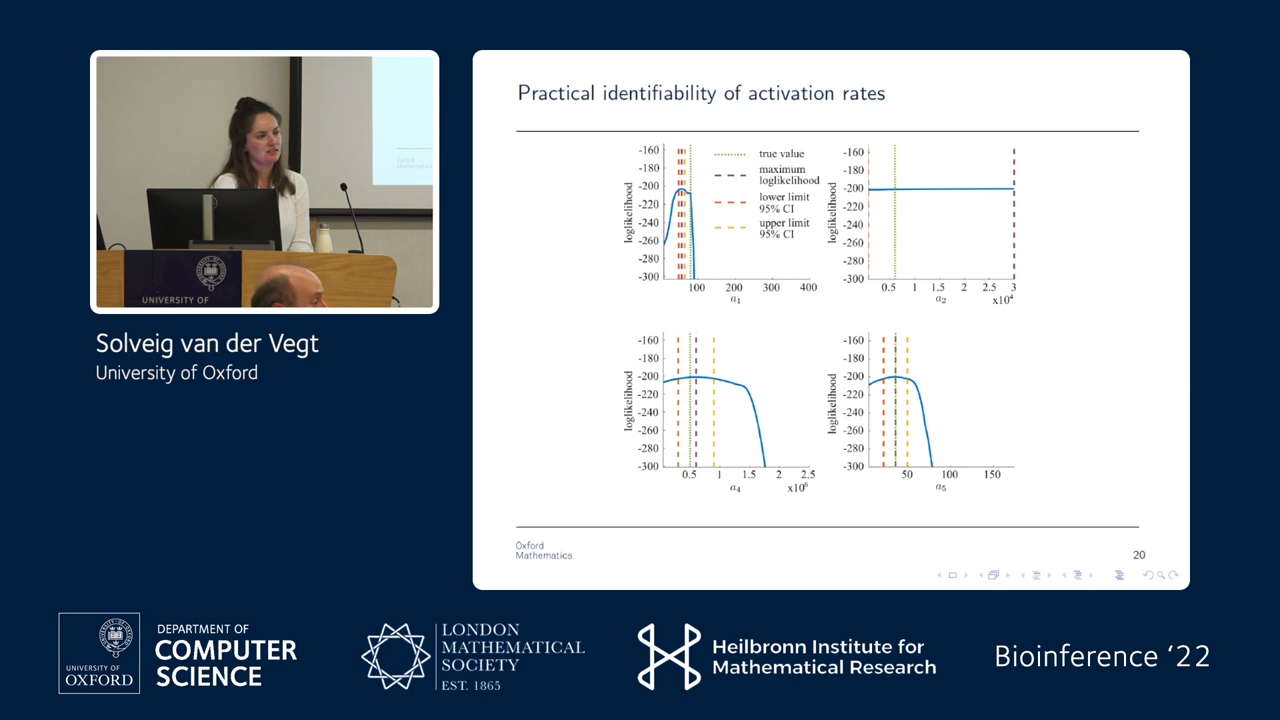 UNIVERSITY OF
Solveig van der Vegt
University of Oxford
Practical identifiability of activation rates
-160
-180
-200
-220
-240
-260
-280
-300
loglikelihood
100 200 300 400
a1
true value
maximum
loglikelihood
lower limit
95% CI
upper limit
95% CI
-160
-180
-200
-220
-240
-260
-280
-300
loglikelihood
0.5 1 1.5 2 2.5 3
x10⁴
a2
-160
-180
-200
-220
-240
-260
-280
-300
loglikelihood
0.5 1 1.5 2 2.5
x10⁶
a4
-160
-180
-200
-220
-240
-260
-280
-300
loglikelihood
50 100 150
a5
Oxford
Mathematics
20
UNIVERSITY OF
OXFORD
DEPARTMENT OF
COMPUTER
SCIENCE
LONDON
MATHEMATICAL
SOCIETY
EST. 1865
Heilbronn Institute for
Mathematical Research
Bioinference ‘22